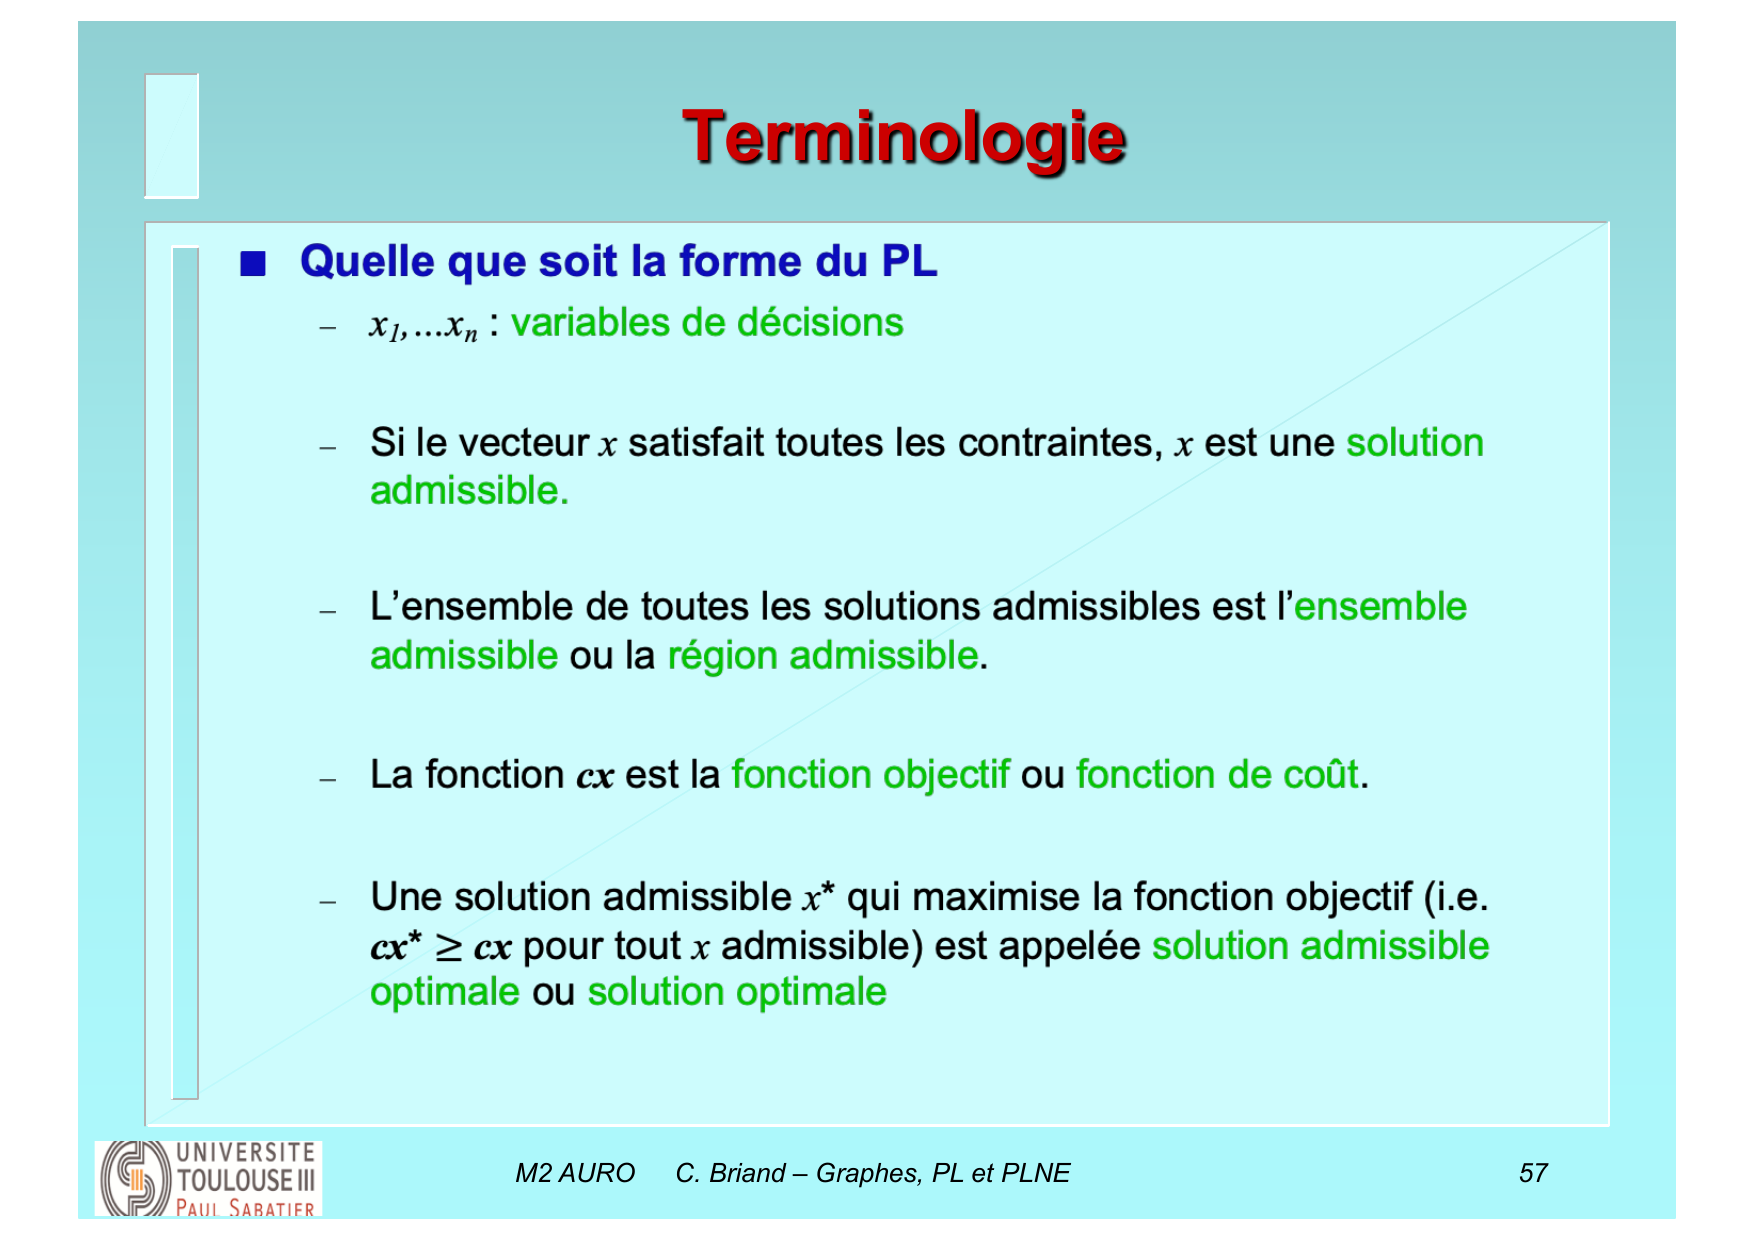 Terminologie
■ Quelle que soit la forme du PL
– x1,…xn : variables de décisions
– Si le vecteur x satisfait toutes les contraintes, x est une solution
admissible.
– L’ensemble de toutes les solutions admissibles est l’ensemble
admissible ou la région admissible.
– La fonction cx est la fonction objectif ou fonction de coût.
– Une solution admissible x* qui maximise la fonction objectif (i.e.
cx* ≥ cx pour tout x admissible) est appelée solution admissible
optimale ou solution optimale
UNIVERSITE
TOULOUSE III
PAUL SABATIER
M2 AURO C. Briand – Graphes, PL et PLNE
57